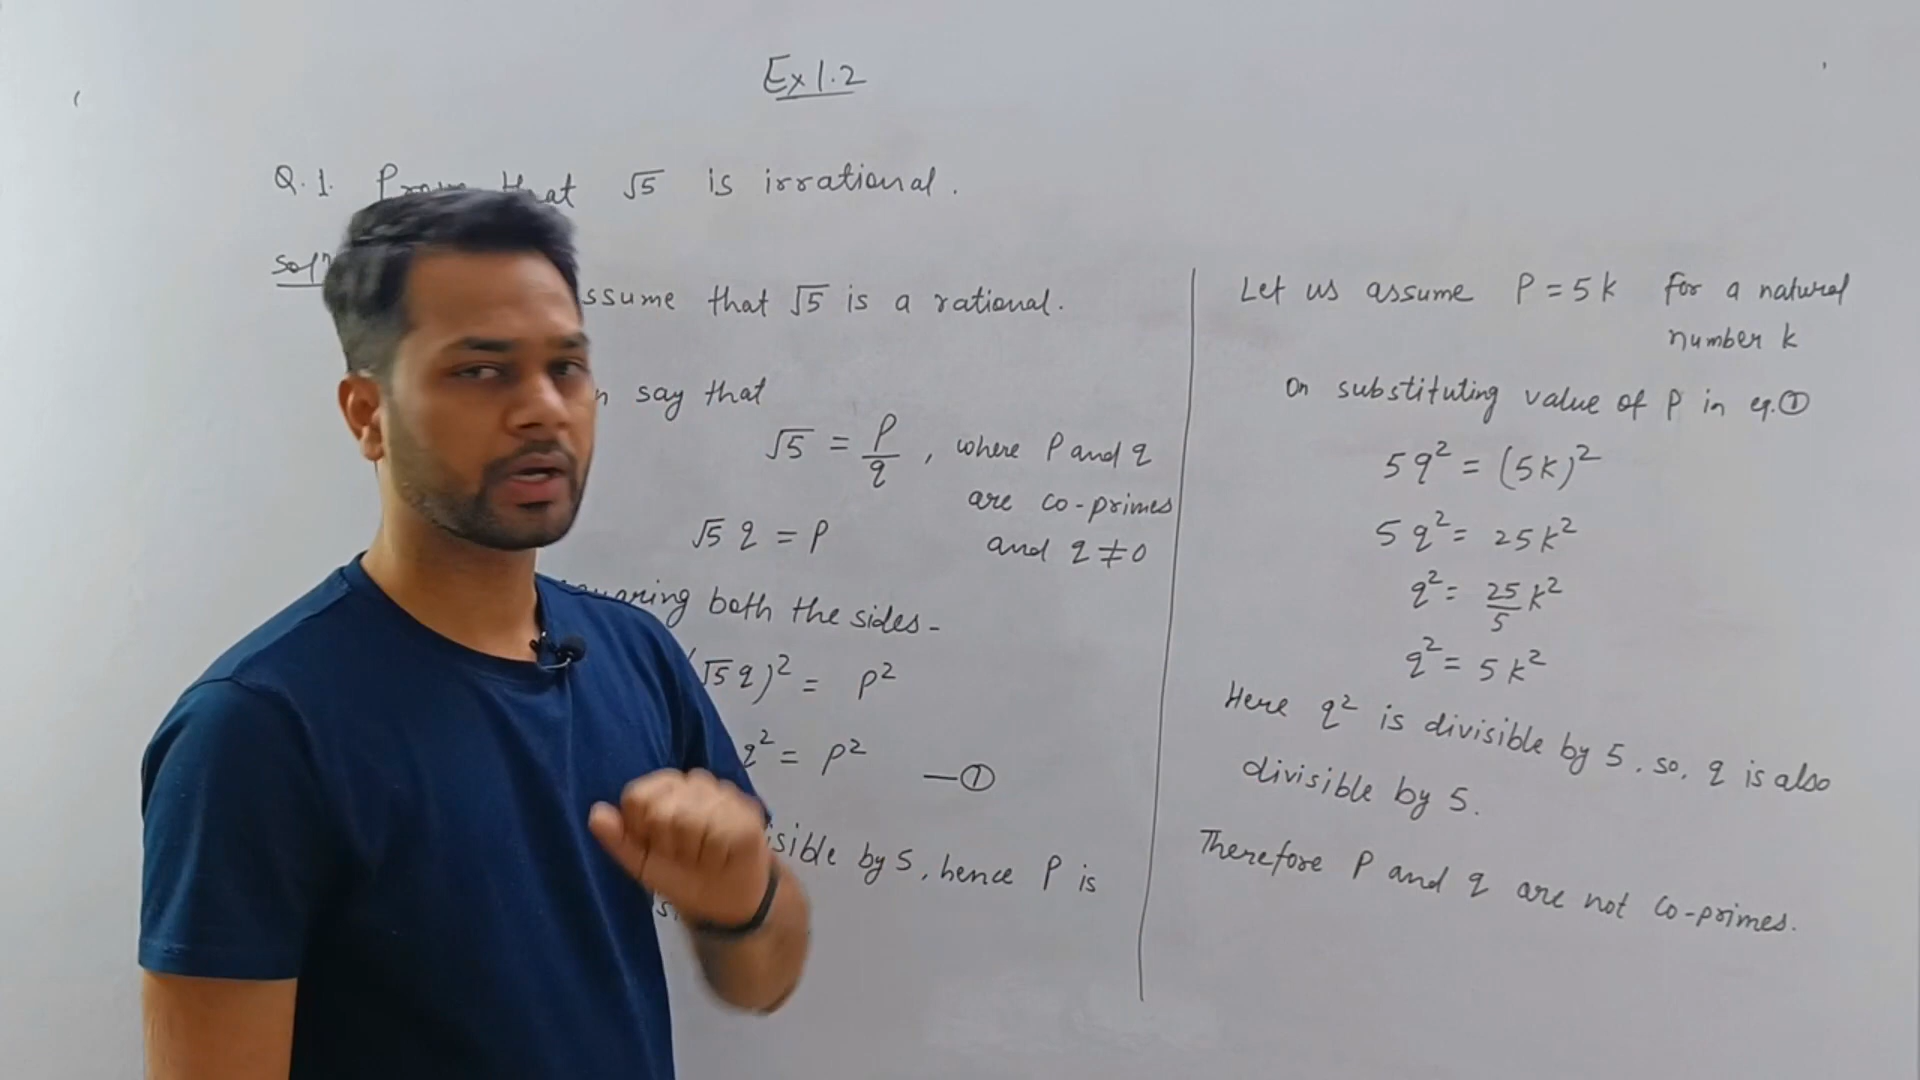 Ex 1.2
Q.1. Prove that √5 is irrational.
Solⁿ
ssume that √5 is a rational.
n say that
√5 = P/q , where P and q
are co-primes
and q ≠ 0
√5 q = P
squaring both the sides -
(√5 q)² = P²
q² = P² — ①
isible by 5, hence P is
Let us assume P = 5k for a natural
number k
On substituting value of P in eq. ①
5q² = (5k)²
5q² = 25k²
q² = 25/5 k²
q² = 5k²
Here q² is divisible by 5. so, q is also
divisible by 5.
Therefore P and q are not co-primes.